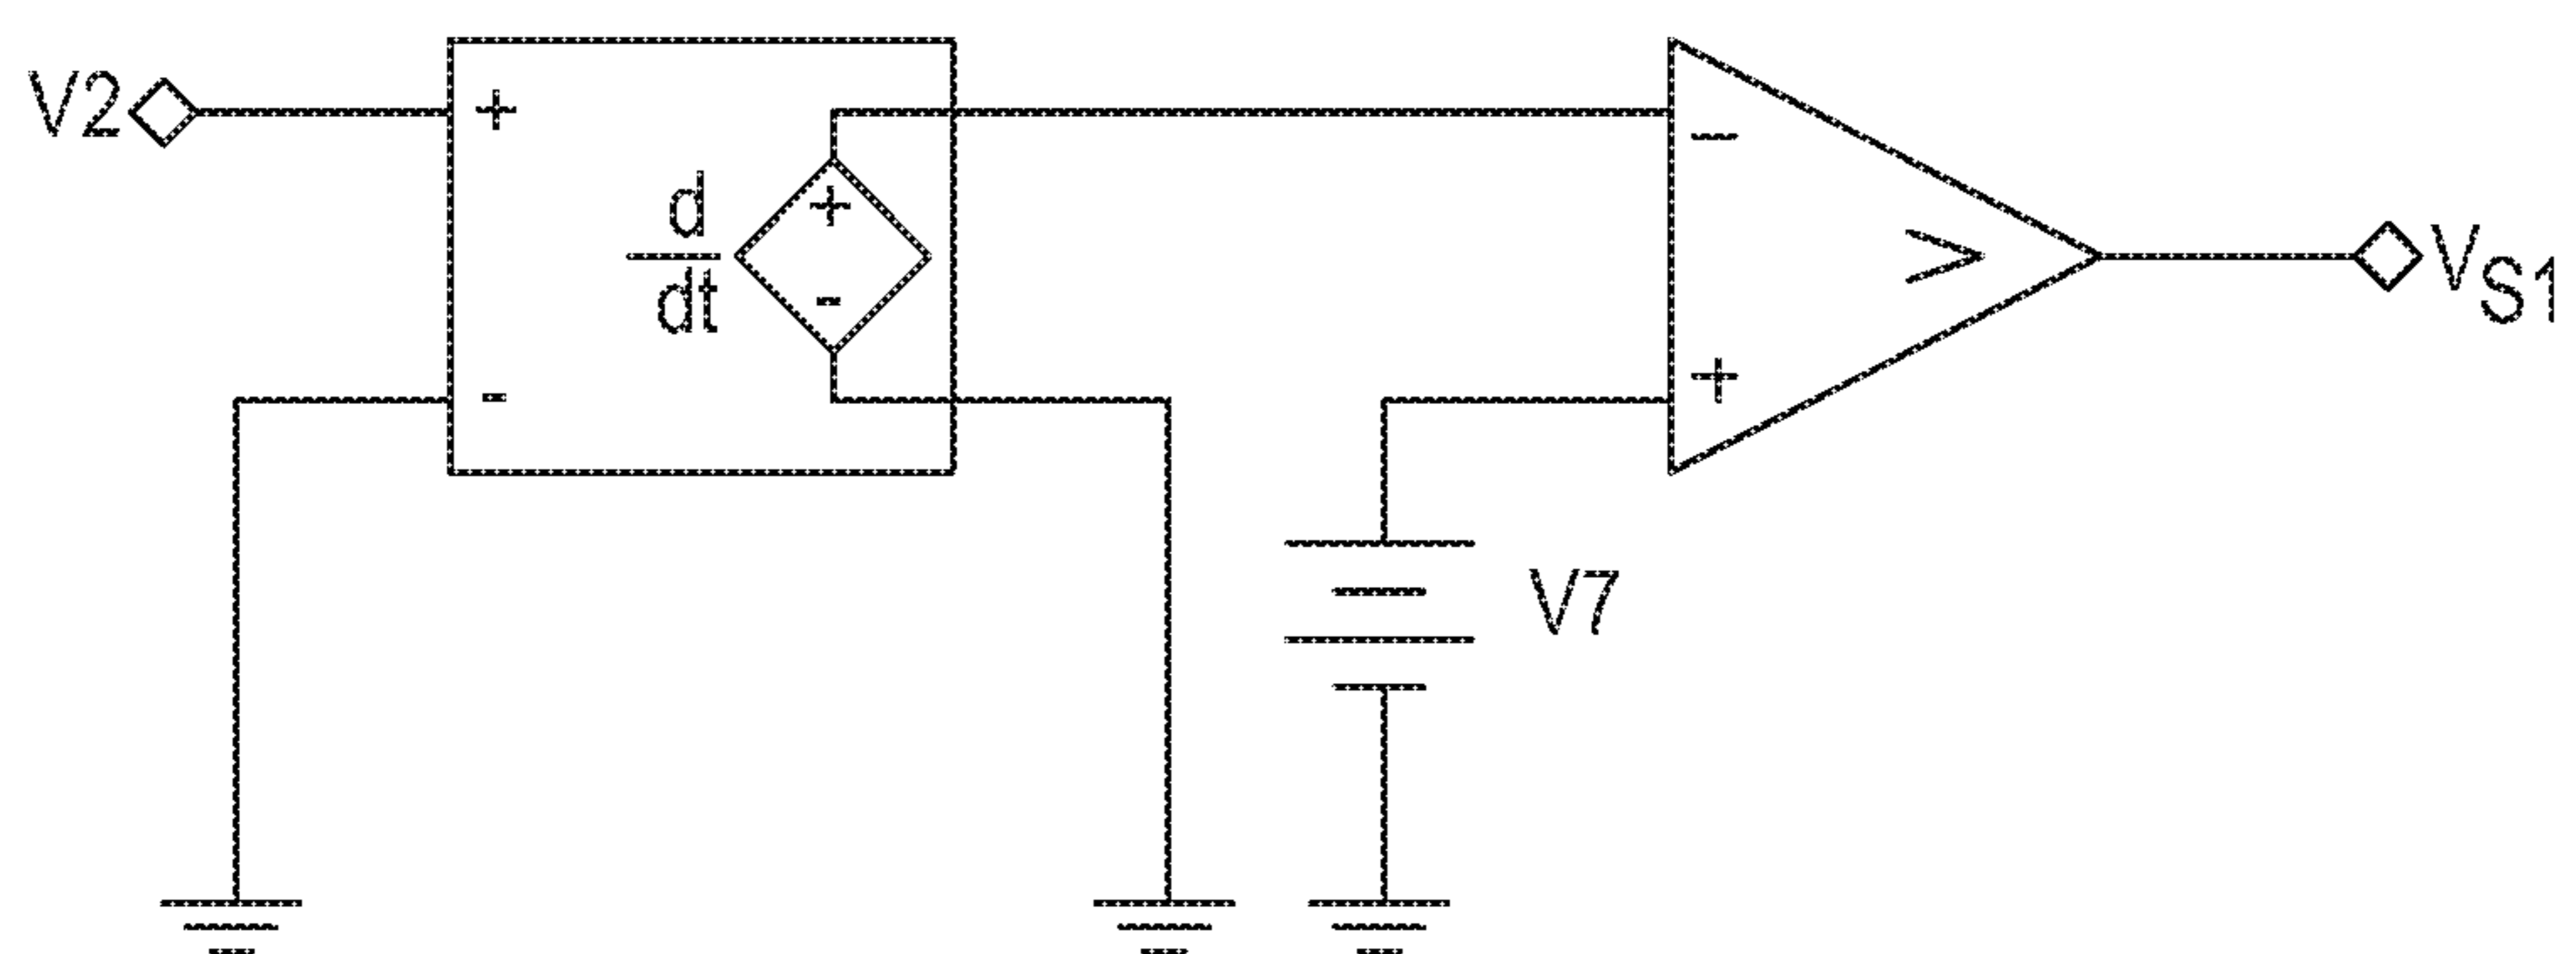 V2
+
-
d
dt
+
-
−
>
+
VS1
V7